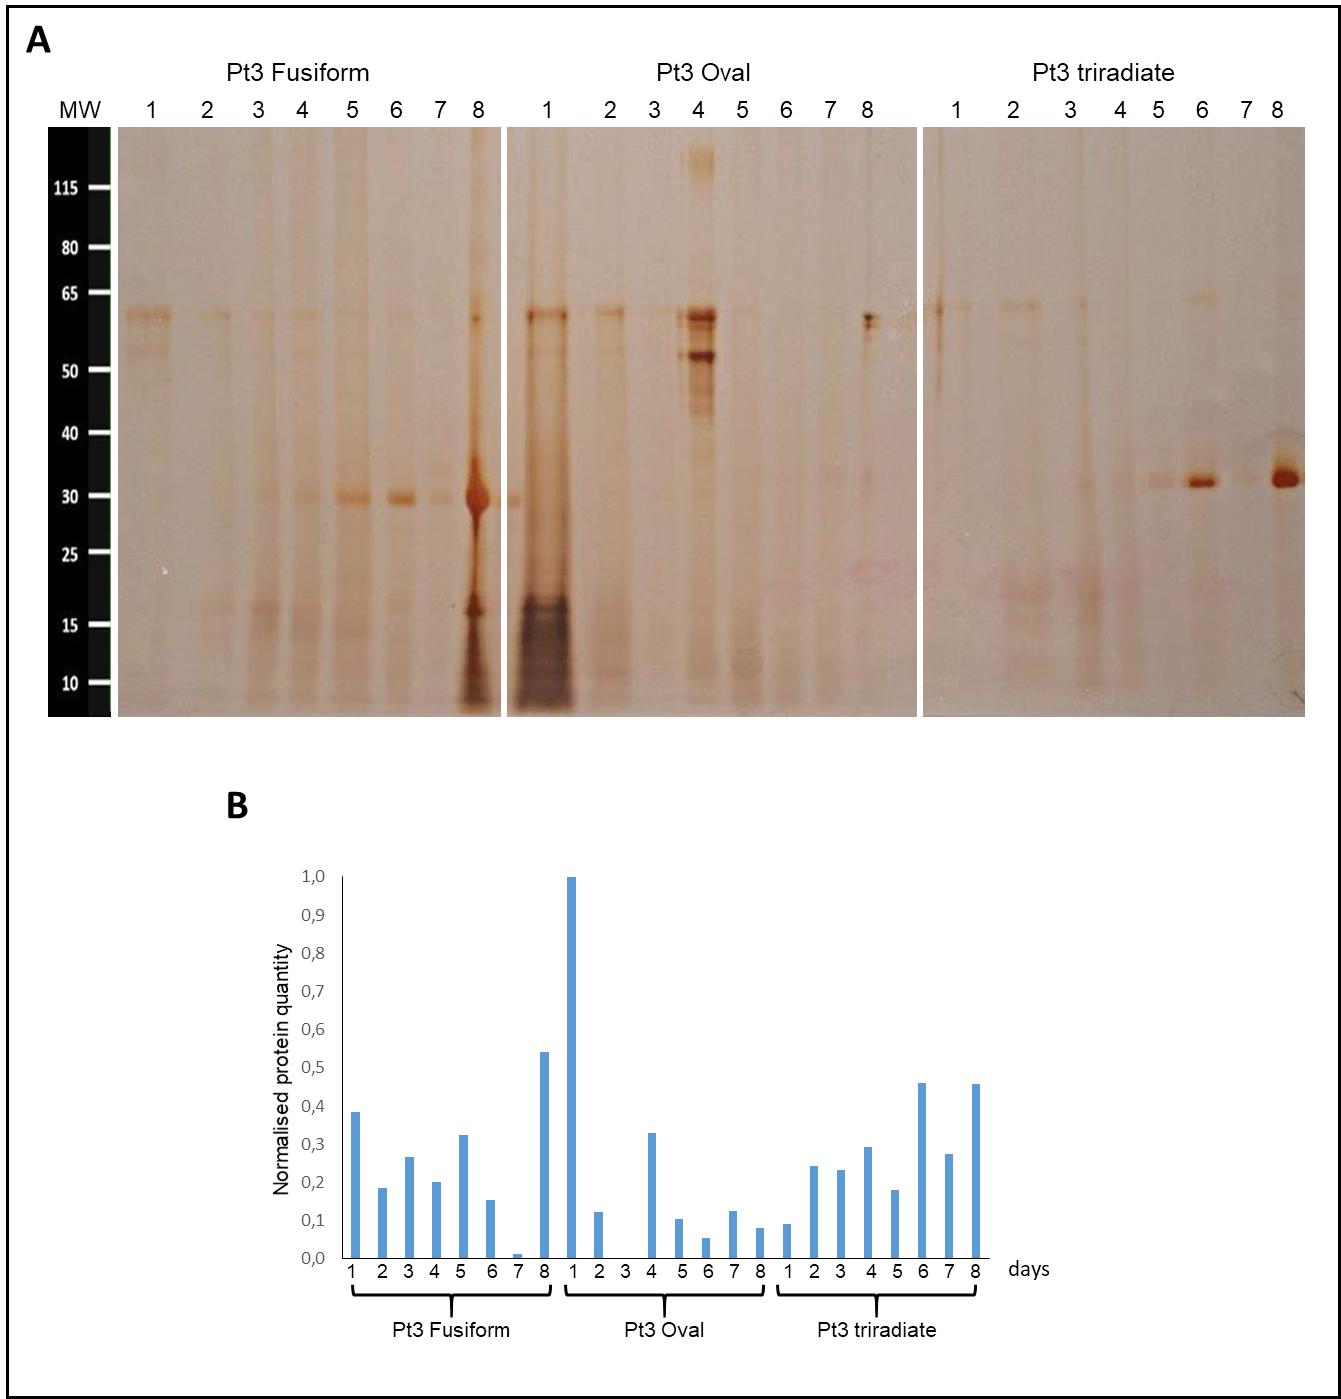 A
Pt3 Fusiform Pt3 Oval Pt3 triradiate
MW 1 2 3 4 5 6 7 8 1 2 3 4 5 6 7 8 1 2 3 4 5 6 7 8
115
80
65
50
40
30
25
15
10
B
Normalised protein quantity
1,0
0,9
0,8
0,7
0,6
0,5
0,4
0,3
0,2
0,1
0,0
1 2 3 4 5 6 7 8 1 2 3 4 5 6 7 8 1 2 3 4 5 6 7 8 days
Pt3 Fusiform Pt3 Oval Pt3 triradiate